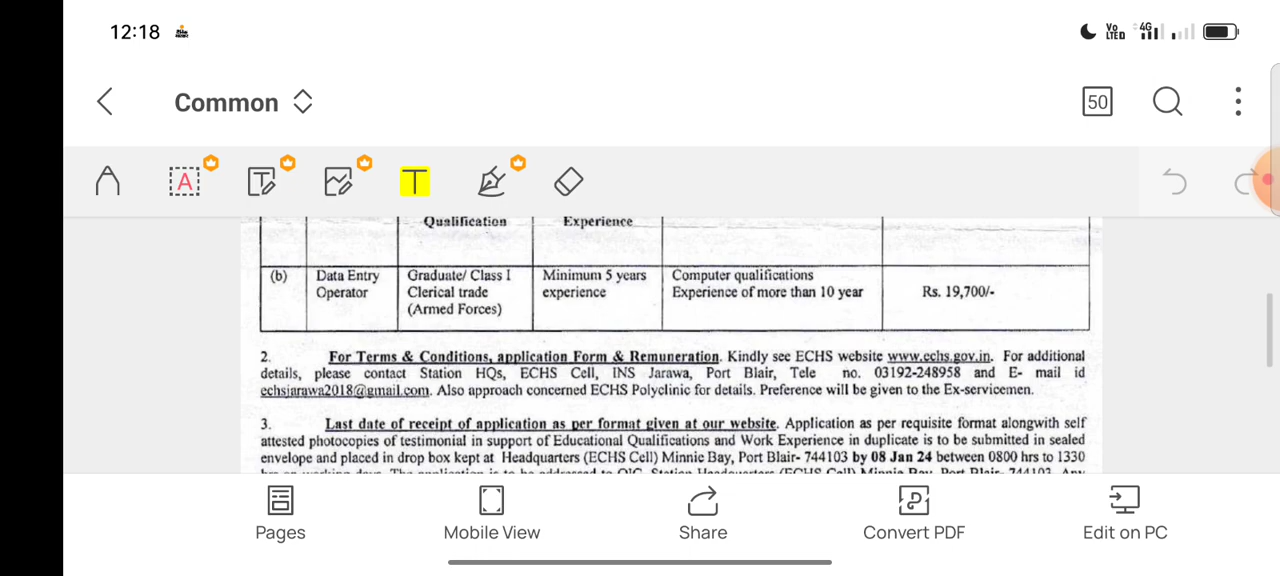 12:18
Vo LTED 4G
Common
50
A T T
Qualification Experience
(b) Data Entry Operator Graduate/ Class I Clerical trade (Armed Forces) Minimum 5 years experience Computer qualifications Experience of more than 10 year Rs. 19,700/-
2. For Terms & Conditions, application Form & Remuneration. Kindly see ECHS website www.echs.gov.in. For additional
details, please contact Station HQs, ECHS Cell, INS Jarawa, Port Blair, Tele no. 03192-248958 and E- mail id
echsjarawa2018@gmail.com. Also approach concerned ECHS Polyclinic for details. Preference will be given to the Ex-servicemen.
3. Last date of receipt of application as per format given at our website. Application as per requisite format alongwith self
attested photocopies of testimonial in support of Educational Qualifications and Work Experience in duplicate is to be submitted in sealed
envelope and placed in drop box kept at Headquarters (ECHS Cell) Minnie Bay, Port Blair- 744103 by 08 Jan 24 between 0800 hrs to 1330
Pages Mobile View Share Convert PDF Edit on PC